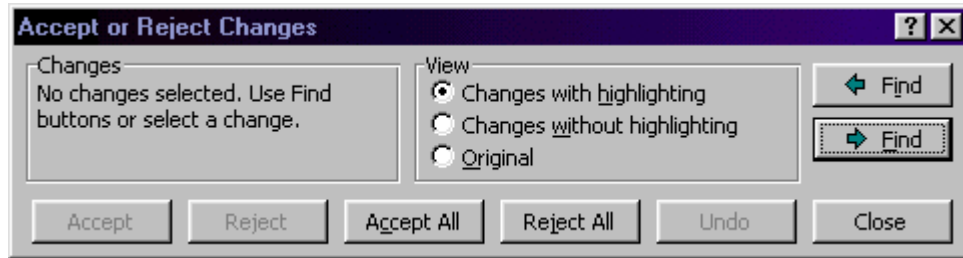 Accept or Reject Changes
Changes
No changes selected. Use Find
buttons or select a change.
View
Changes with highlighting
Changes without highlighting
Original
Find
Find
Accept
Reject
Accept All
Reject All
Undo
Close